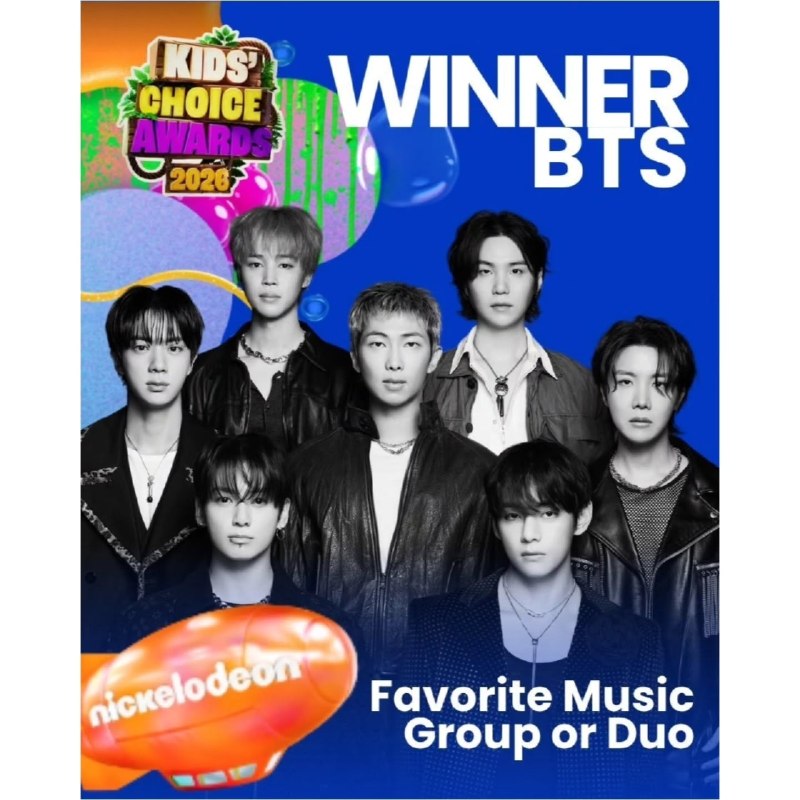 KIDS'
CHOICE
AWARDS
2026
WINNER
BTS
nickelodeon
Favorite Music
Group or Duo